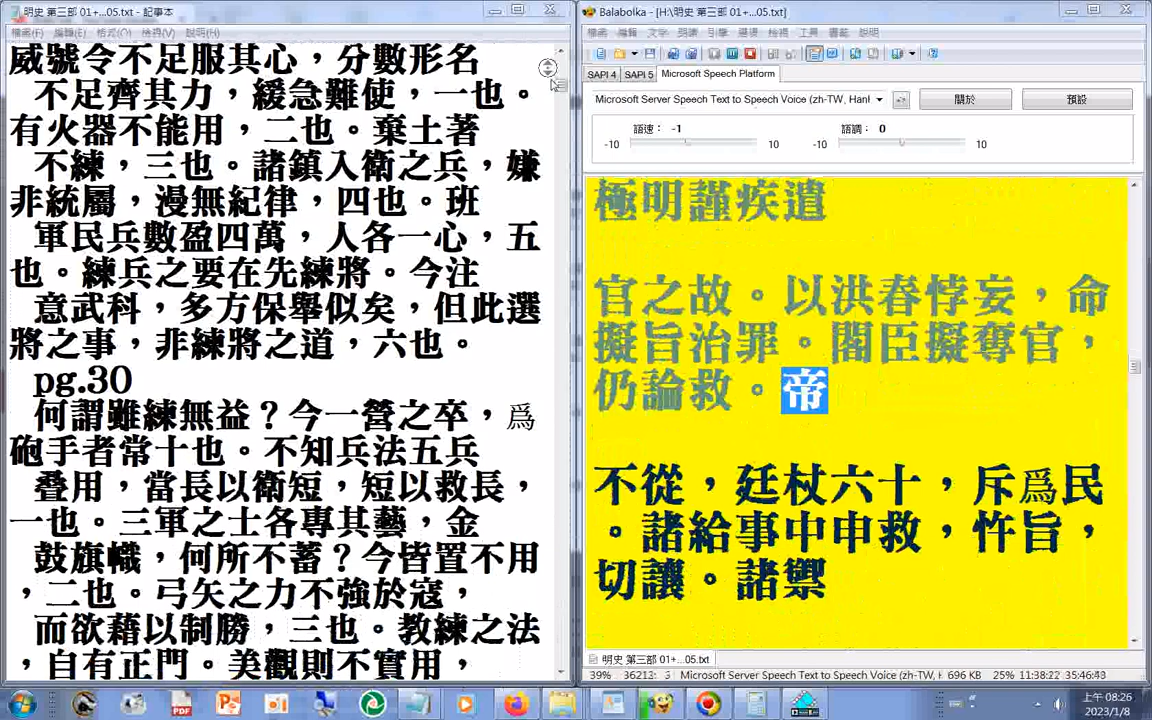 明史 第三部 01+...05.txt - 記事本
檔案(F) 編輯(E) 格式(O) 檢視(V) 說明(H)
威號令不足服其心，分數形名
不足齊其力，緩急難使，一也。
有火器不能用，二也。棄土著
不練，三也。諸鎮入衛之兵，嫌
非統屬，漫無紀律，四也。班
軍民兵數盈四萬，人各一心，五
也。練兵之要在先練將。今注
意武科，多方保舉似矣，但此選
將之事，非練將之道，六也。
pg.30
何謂雖練無益？今一營之卒，爲
砲手者常十也。不知兵法五兵
叠用，當長以衛短，短以救長，
一也。三軍之士各專其藝，金
鼓旗幟，何所不蓄？今皆置不用
，二也。弓矢之力不強於寇，
而欲藉以制勝，三也。教練之法
，自有正門。美觀則不實用，
Balabolka - [H:\明史 第三部 01+...05.txt]
檔案 編輯 文字 朗讀 引擎 選項 檢視 工具 書籤 說明
SAPI 4 SAPI 5 Microsoft Speech Platform
Microsoft Server Speech Text to Speech Voice (zh-TW, Hanl 關於 預設
語速： -1 語調： 0
-10 10 -10 10
極明謹疾遣
官之故。以洪春悖妄，命
擬旨治罪。閣臣擬奪官，
仍論救。帝
不從，廷杖六十，斥爲民
。諸給事中申救，忤旨，
切讓。諸禦
明史 第三部 01+...05.txt
39% 36213: 3 Microsoft Server Speech Text to Speech Voice (zh-TW, 696 KB 25% 11:38:22 35:46:48
上午 08:26
2023/1/8